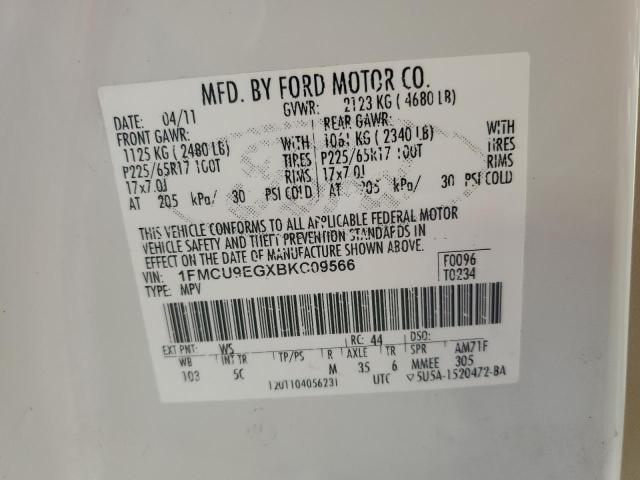 MFD. BY FORD MOTOR CO.
DATE: 04/11 GVWR: 2123 KG ( 4680 LB)
FRONT GAWR: REAR GAWR:
1125 KG ( 2480 LB) WITH 1061 KG ( 2340 LB) WITH
P225/65R17 100T TIRES P225/65R17 100T TIRES
17x7.0J RIMS 17x7.0J RIMS
AT 205 kPa/ 30 PSI COLD AT 205 kPa/ 30 PSI COLD
THIS VEHICLE CONFORMS TO ALL APPLICABLE FEDERAL MOTOR
VEHICLE SAFETY AND THEFT PREVENTION STANDARDS IN
EFFECT ON THE DATE OF MANUFACTURE SHOWN ABOVE.
VIN: 1FMCU9EGXBKC09566 F0096
TYPE: MPV T0234
EXT PNT: WS RC: 44 DSO:
WB INT TR TP/PS R AXLE TR SPR AM71F
103 5C M 35 6 MMEE 305
12011104056231 UTC ▽5U5A-1520472-BA